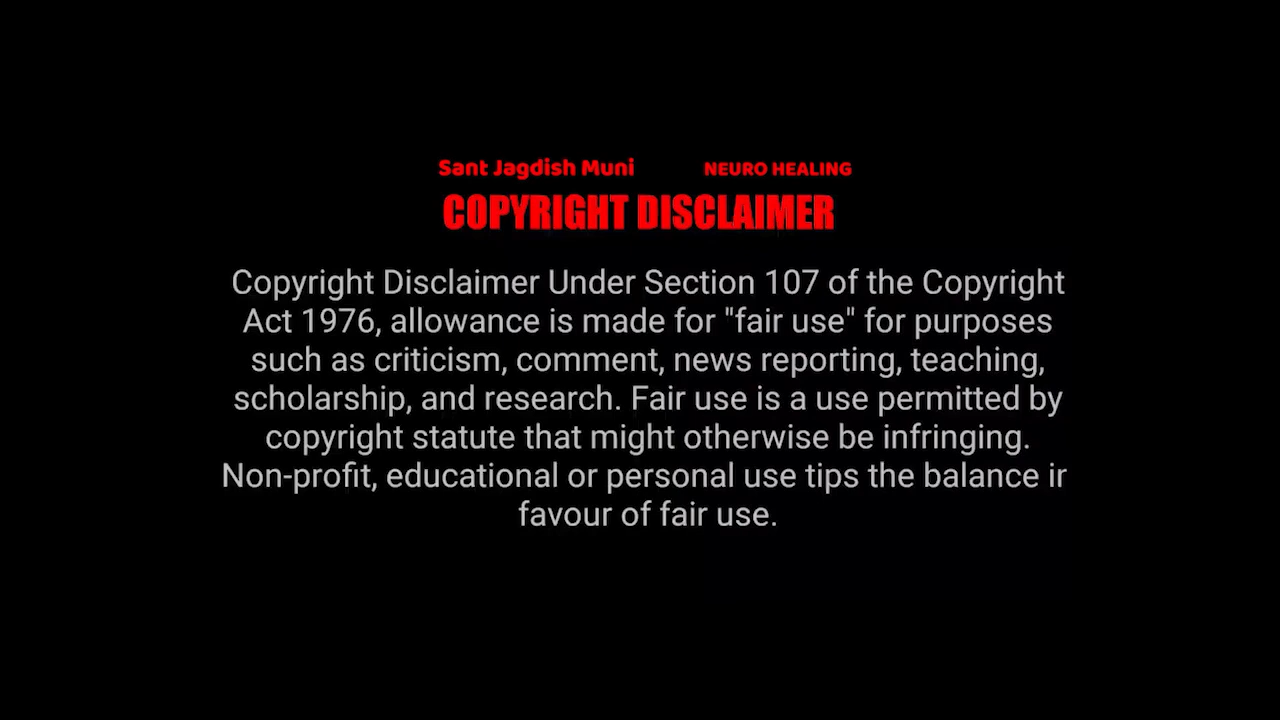 Sant Jagdish Muni NEURO HEALING
COPYRIGHT DISCLAIMER
Copyright Disclaimer Under Section 107 of the Copyright
Act 1976, allowance is made for "fair use" for purposes
such as criticism, comment, news reporting, teaching,
scholarship, and research. Fair use is a use permitted by
copyright statute that might otherwise be infringing.
Non-profit, educational or personal use tips the balance ir
favour of fair use.